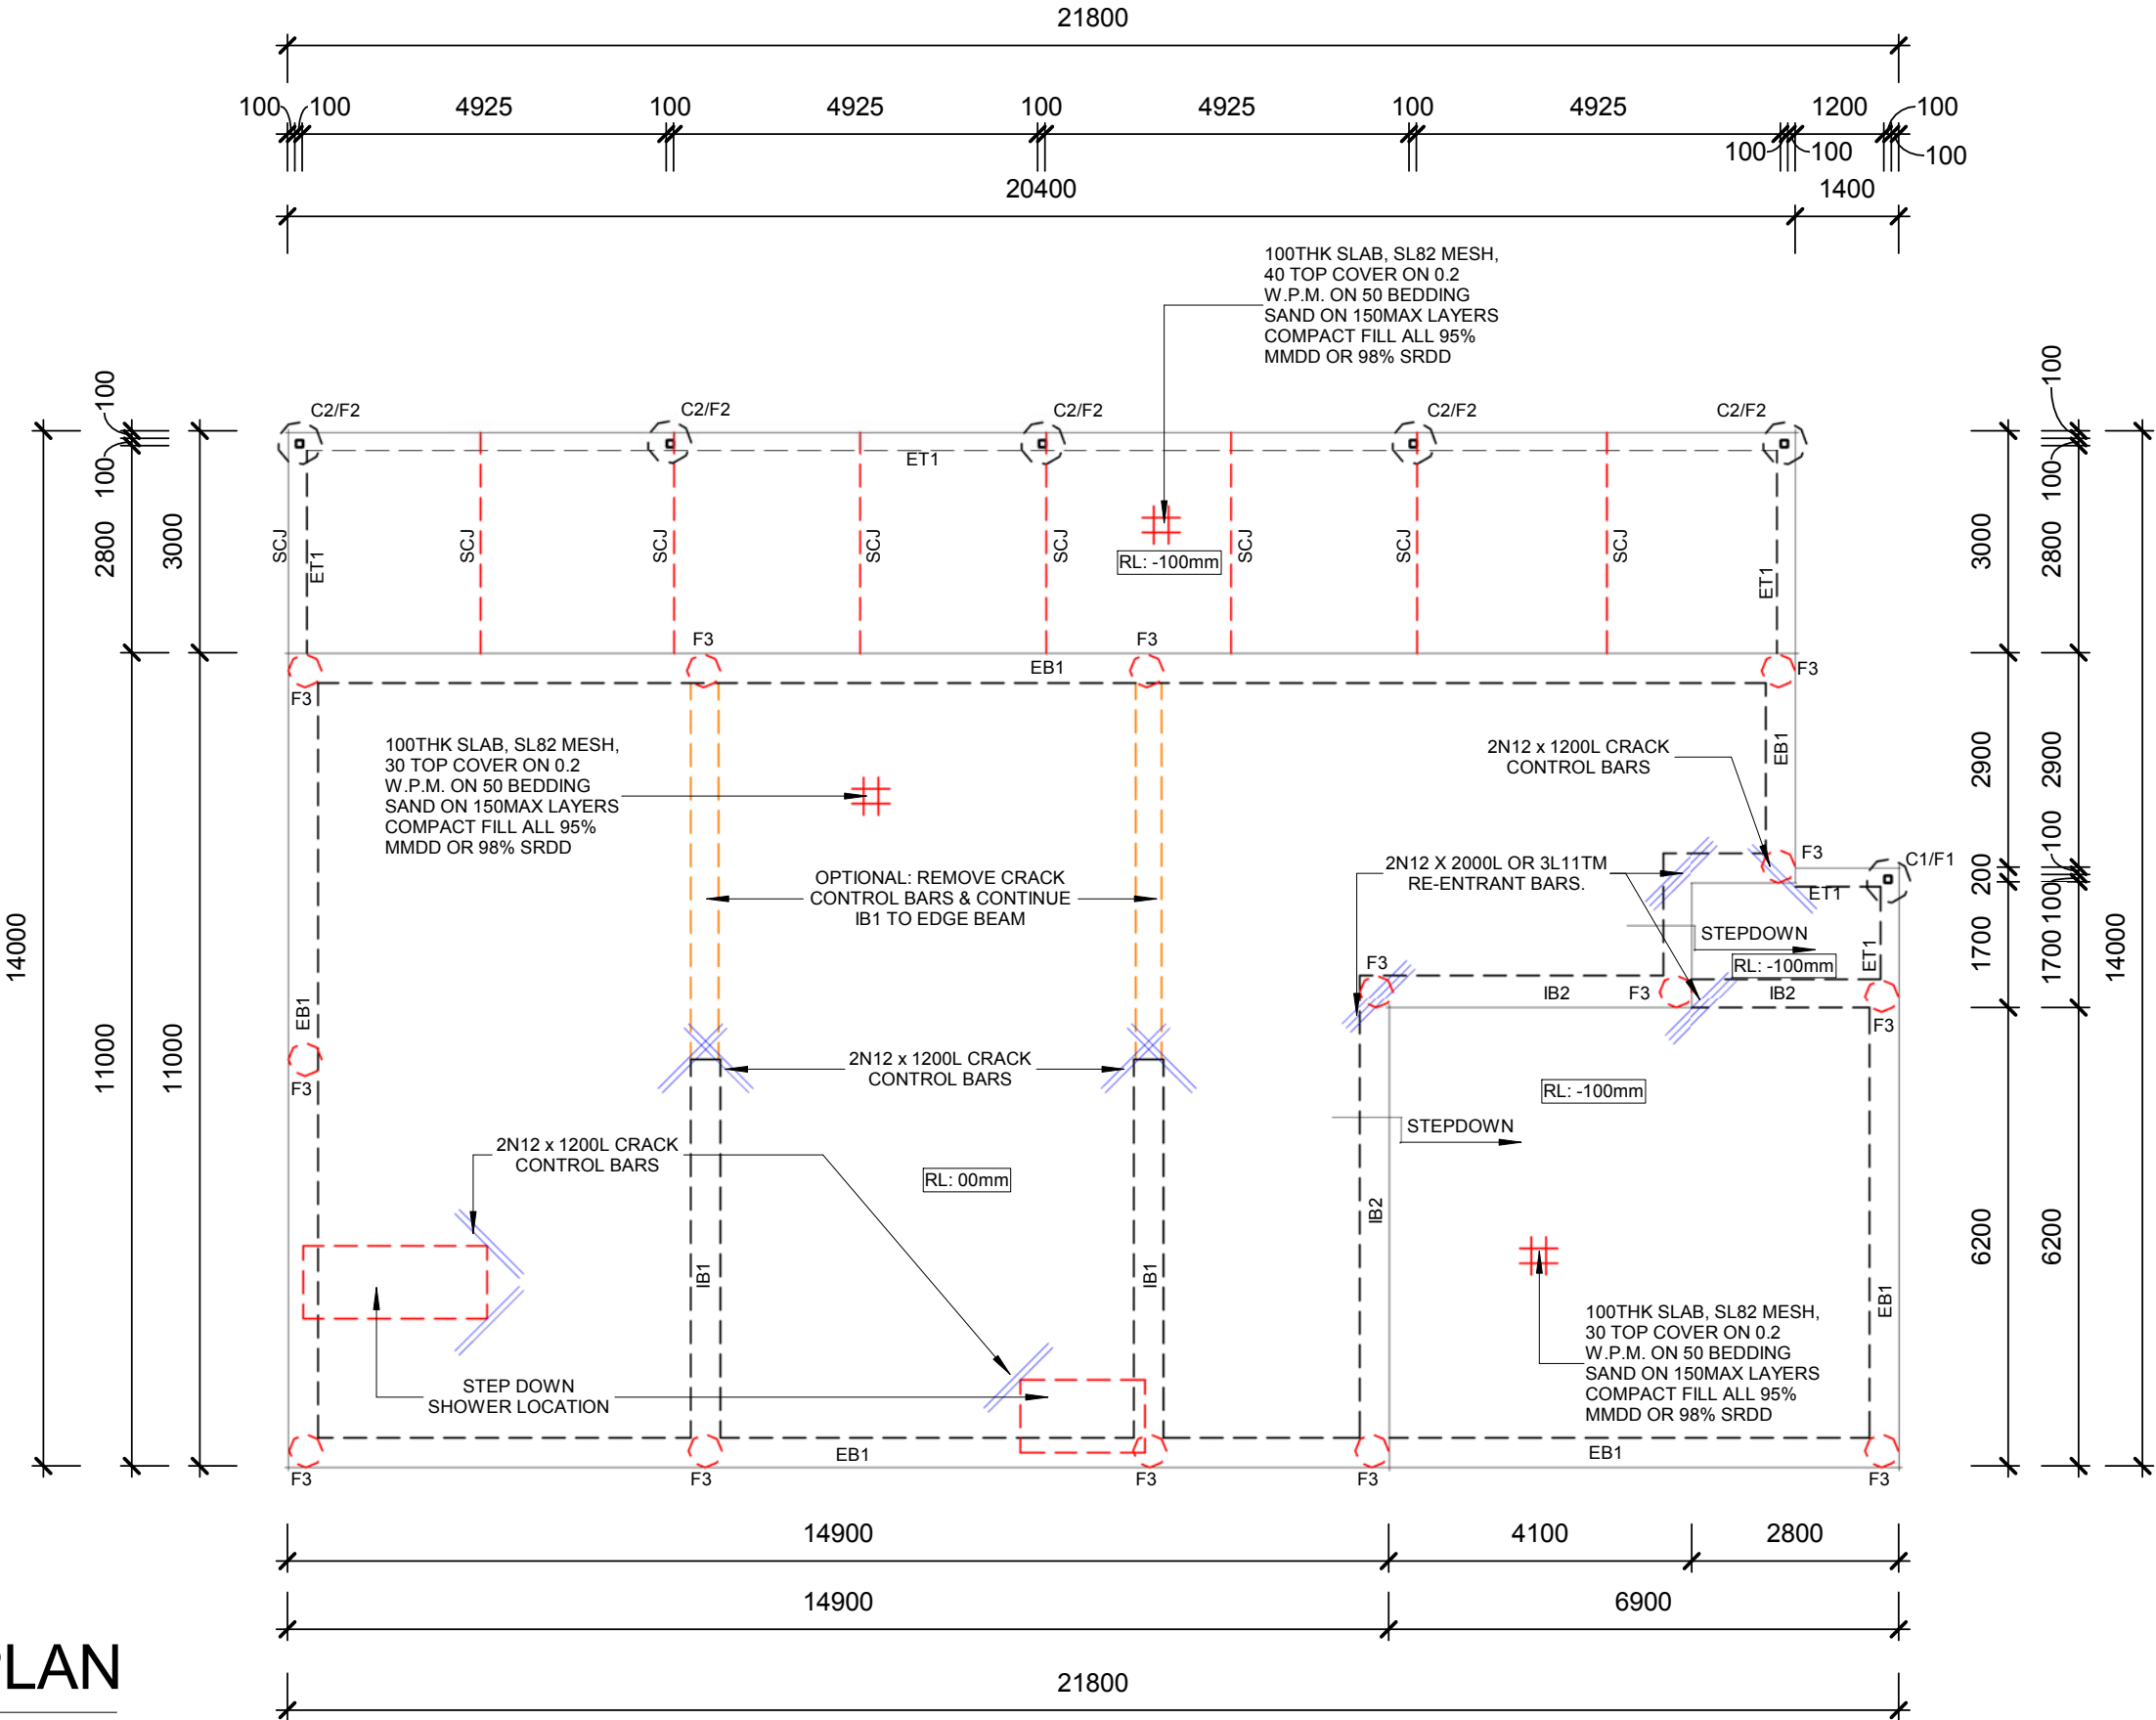 21800
100
100
4925
100
4925
100
4925
100
4925
1200
100
100
100
100
20400
1400
100THK SLAB, SL82 MESH,
40 TOP COVER ON 0.2
W.P.M. ON 50 BEDDING
SAND ON 150MAX LAYERS
COMPACT FILL ALL 95%
MMDD OR 98% SRDD
100
100
2800
3000
14000
11000
11000
C2/F2
C2/F2
C2/F2
C2/F2
C2/F2
ET1
SCJ
ET1
SCJ
SCJ
SCJ
SCJ
SCJ
SCJ
SCJ
ET1
RL: -100mm
F3
F3
F3
EB1
F3
100THK SLAB, SL82 MESH,
30 TOP COVER ON 0.2
W.P.M. ON 50 BEDDING
SAND ON 150MAX LAYERS
COMPACT FILL ALL 95%
MMDD OR 98% SRDD
2N12 x 1200L CRACK
CONTROL BARS
EB1
OPTIONAL: REMOVE CRACK
CONTROL BARS & CONTINUE
IB1 TO EDGE BEAM
2N12 X 2000L OR 3L11TM
RE-ENTRANT BARS.
F3
C1/F1
ET1
STEPDOWN
RL: -100mm
ET1
F3
IB2
F3
IB2
F3
EB1
F3
2N12 x 1200L CRACK
CONTROL BARS
RL: -100mm
STEPDOWN
2N12 x 1200L CRACK
CONTROL BARS
RL: 00mm
IB2
IB1
IB1
EB1
100THK SLAB, SL82 MESH,
30 TOP COVER ON 0.2
W.P.M. ON 50 BEDDING
SAND ON 150MAX LAYERS
COMPACT FILL ALL 95%
MMDD OR 98% SRDD
STEP DOWN
SHOWER LOCATION
EB1
EB1
F3
F3
F3
F3
F3
3000
2900
200
1700
6200
100
100
2800
2900
100
100
1700
6200
14000
14900
4100
2800
14900
6900
21800
PLAN